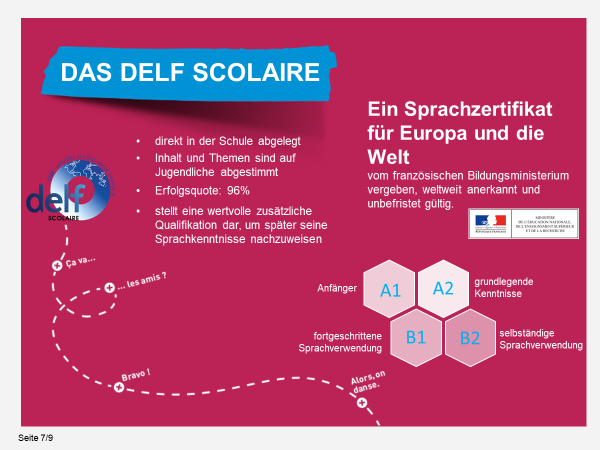 DAS DELF SCOLAIRE
• direkt in der Schule abgelegt
• Inhalt und Themen sind auf
Jugendliche abgestimmt
• Erfolgsquote: 96%
• stellt eine wertvolle zusätzliche
Qualifikation dar, um später seine
Sprachkenntnisse nachzuweisen
Ein Sprachzertifikat
für Europa und die
Welt
vom französischen Bildungsministerium
vergeben, weltweit anerkannt und
unbefristet gültig.
delf
SCOLAIRE
RÉPUBLIQUE FRANÇAISE
MINISTÈRE
DE L'ÉDUCATION NATIONALE,
DE L'ENSEIGNEMENT SUPÉRIEUR
ET DE LA RECHERCHE
Ça va...
... les amis ?
Bravo !
Alors, on
danse.
Anfänger
A1
A2
grundlegende
Kenntnisse
fortgeschrittene
Sprachverwendung
B1
B2
selbständige
Sprachverwendung
Seite 7/9